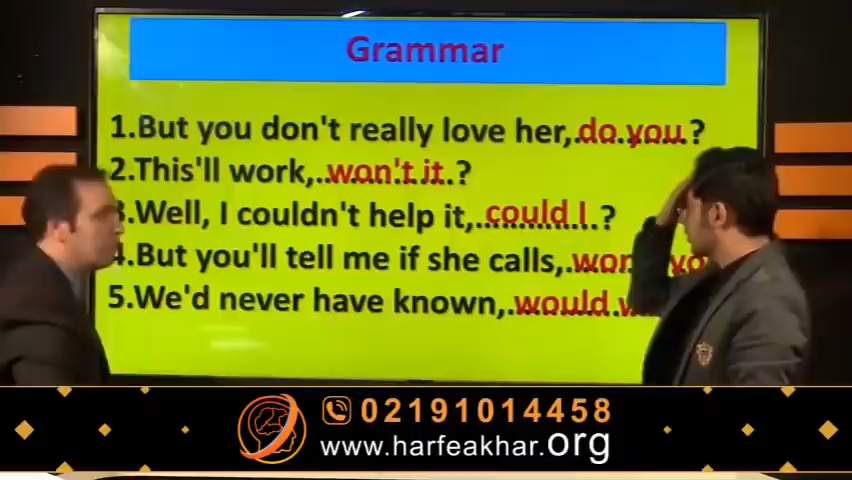 Grammar
1.But you don't really love her,.do you.?
2.This'll work,.won't it.?
3.Well, I couldn't help it,.could I.?
.But you'll tell me if she calls,
5.We'd never have known,.would
02191014458
www.harfeakhar.org